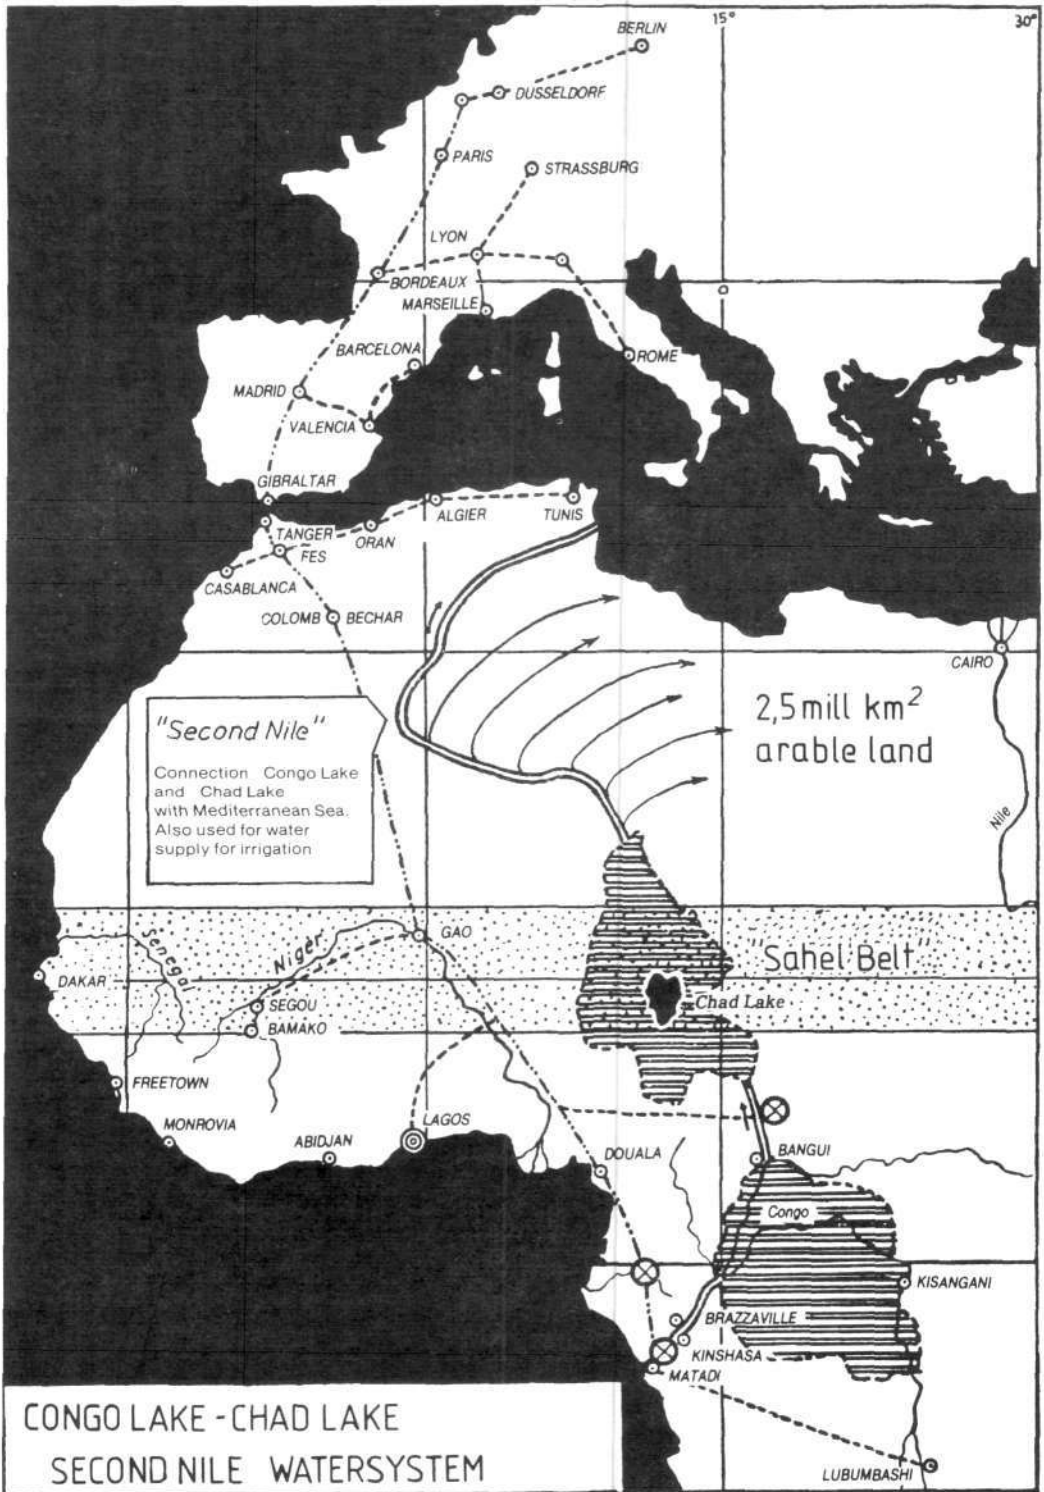 15°
30°
BERLIN
DUSSELDORF
PARIS
STRASSBURG
LYON
BORDEAUX
MARSEILLE
BARCELONA
ROME
MADRID
VALENCIA
GIBRALTAR
ALGIER
TUNIS
TANGER
ORAN
FES
CASABLANCA
COLOMB BECHAR
CAIRO
"Second Nile"
Connection Congo Lake
and Chad Lake
with Mediterranean Sea.
Also used for water
supply for irrigation
2,5 mill km²
arable land
Nile
Senegal
Niger
GAO
"Sahel Belt"
DAKAR
SEGOU
Chad Lake
BAMAKO
FREETOWN
MONROVIA
ABIDJAN
LAGOS
DOUALA
BANGUI
Congo
KISANGANI
BRAZZAVILLE
KINSHASA
MATADI
CONGO LAKE - CHAD LAKE
SECOND NILE WATERSYSTEM
LUBUMBASHI